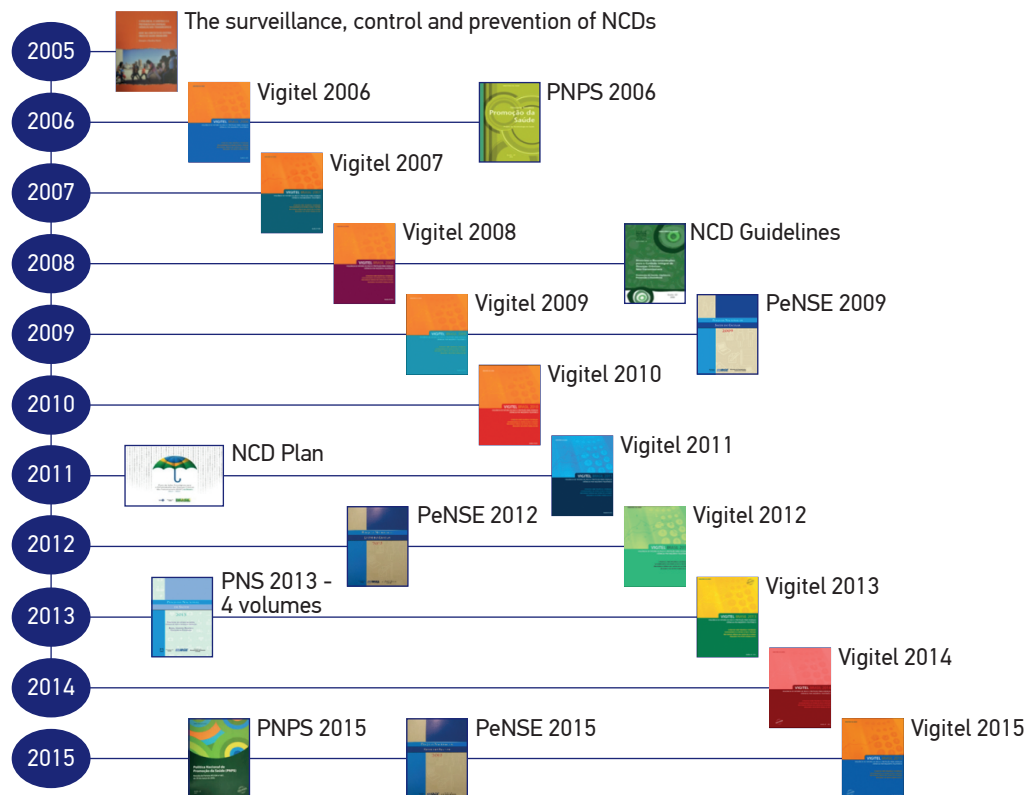 2005
The surveillance, control and prevention of NCDs
2006
Vigitel 2006
PNPS 2006
Promoção da
Saúde
2007
Vigitel 2007
2008
Vigitel 2008
NCD Guidelines
2009
Vigitel 2009
PeNSE 2009
2010
Vigitel 2010
2011
NCD Plan
Vigitel 2011
2012
PeNSE 2012
Vigitel 2012
2013
PNS 2013 -
4 volumes
Vigitel 2013
2014
Vigitel 2014
2015
PNPS 2015
PeNSE 2015
Vigitel 2015